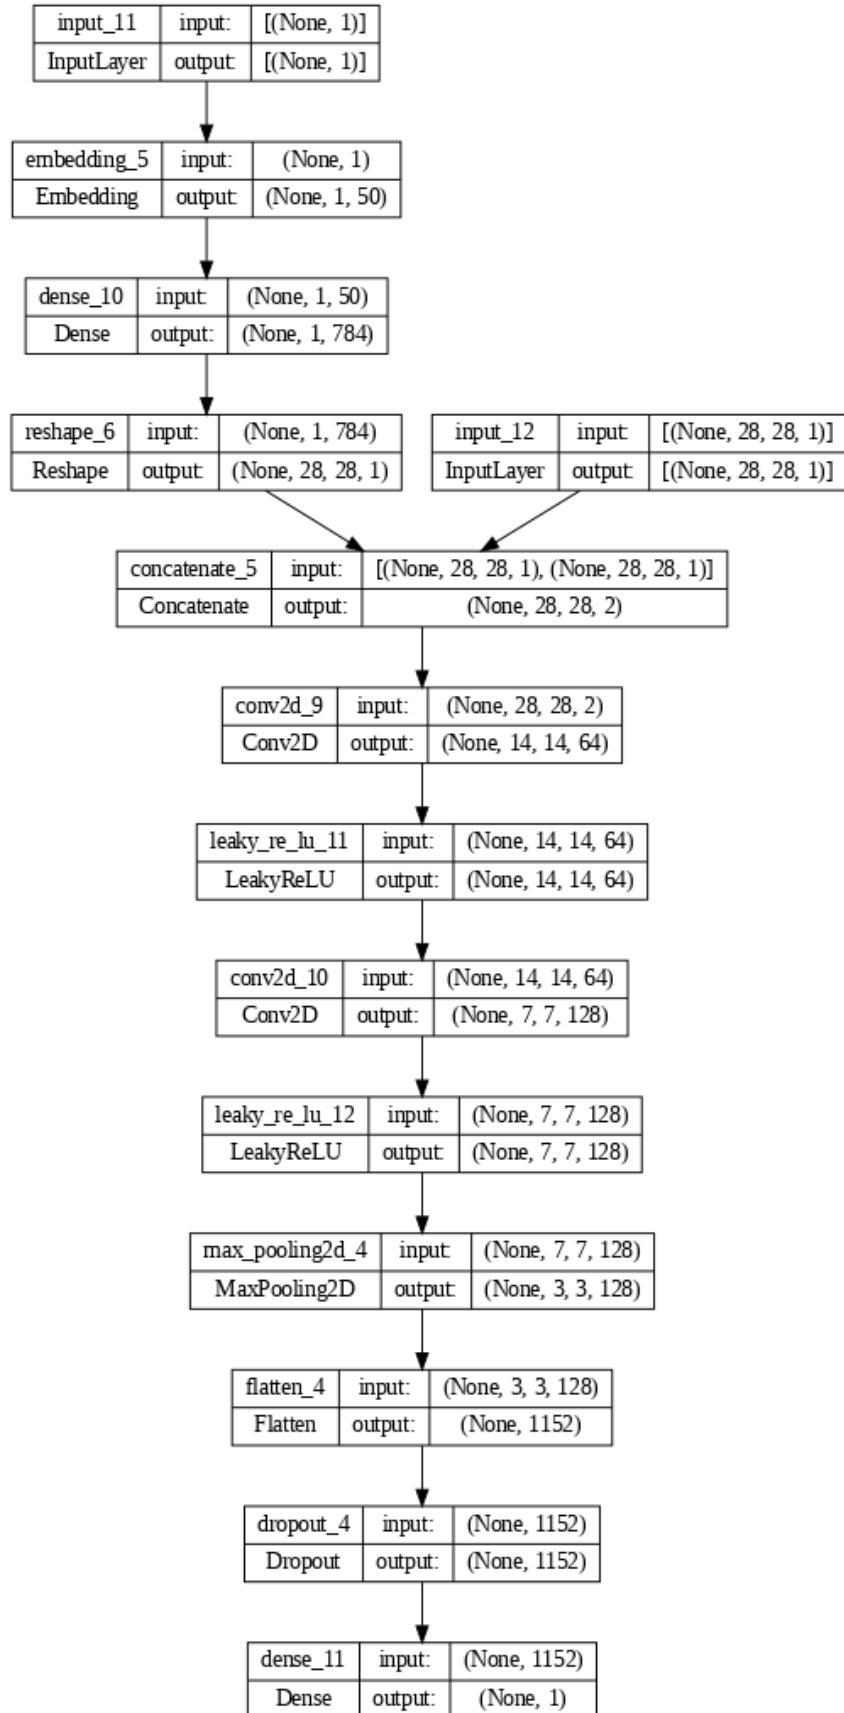 input_11 input: [(None, 1)]
InputLayer output: [(None, 1)]
embedding_5 input: (None, 1)
Embedding output: (None, 1, 50)
dense_10 input: (None, 1, 50)
Dense output: (None, 1, 784)
reshape_6 input: (None, 1, 784)
Reshape output: (None, 28, 28, 1)
input_12 input: [(None, 28, 28, 1)]
InputLayer output: [(None, 28, 28, 1)]
concatenate_5 input: [(None, 28, 28, 1), (None, 28, 28, 1)]
Concatenate output: (None, 28, 28, 2)
conv2d_9 input: (None, 28, 28, 2)
Conv2D output: (None, 14, 14, 64)
leaky_re_lu_11 input: (None, 14, 14, 64)
LeakyReLU output: (None, 14, 14, 64)
conv2d_10 input: (None, 14, 14, 64)
Conv2D output: (None, 7, 7, 128)
leaky_re_lu_12 input: (None, 7, 7, 128)
LeakyReLU output: (None, 7, 7, 128)
max_pooling2d_4 input: (None, 7, 7, 128)
MaxPooling2D output: (None, 3, 3, 128)
flatten_4 input: (None, 3, 3, 128)
Flatten output: (None, 1152)
dropout_4 input: (None, 1152)
Dropout output: (None, 1152)
dense_11 input: (None, 1152)
Dense output: (None, 1)